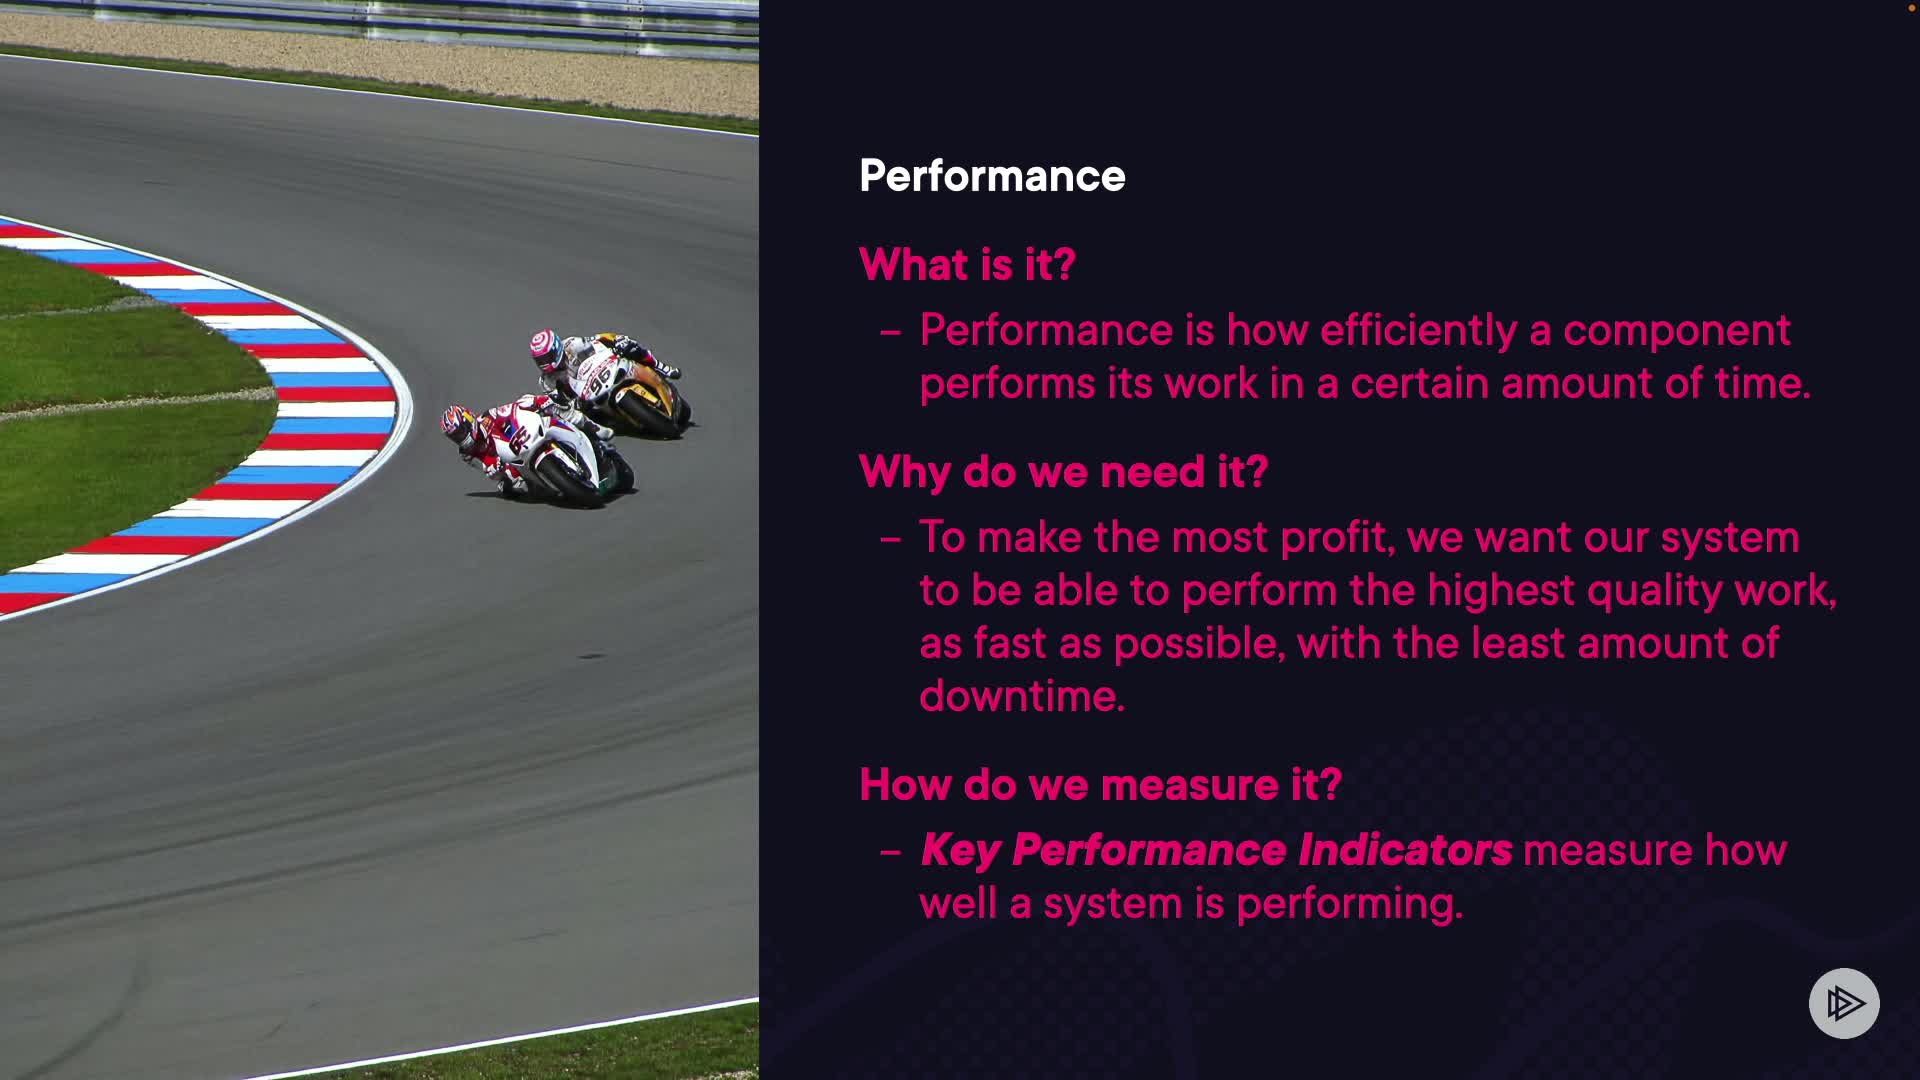 Performance
What is it?
– Performance is how efficiently a component
performs its work in a certain amount of time.
Why do we need it?
– To make the most profit, we want our system
to be able to perform the highest quality work,
as fast as possible, with the least amount of
downtime.
How do we measure it?
– Key Performance Indicators measure how
well a system is performing.
96
65